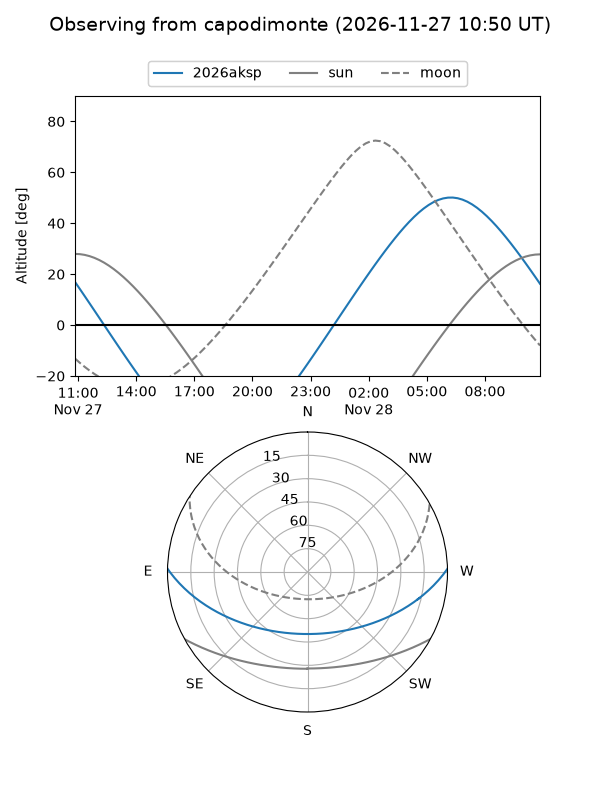 Observing from capodimonte (2026-11-27 10:50 UT)
2026aksp sun moon
Altitude [deg]
80
60
40
20
0
−20
11:00 14:00 17:00 20:00 23:00 02:00 05:00 08:00
Nov 27 Nov 28
N
NE NW
15
30
45
60
75
E W
SE SW
S